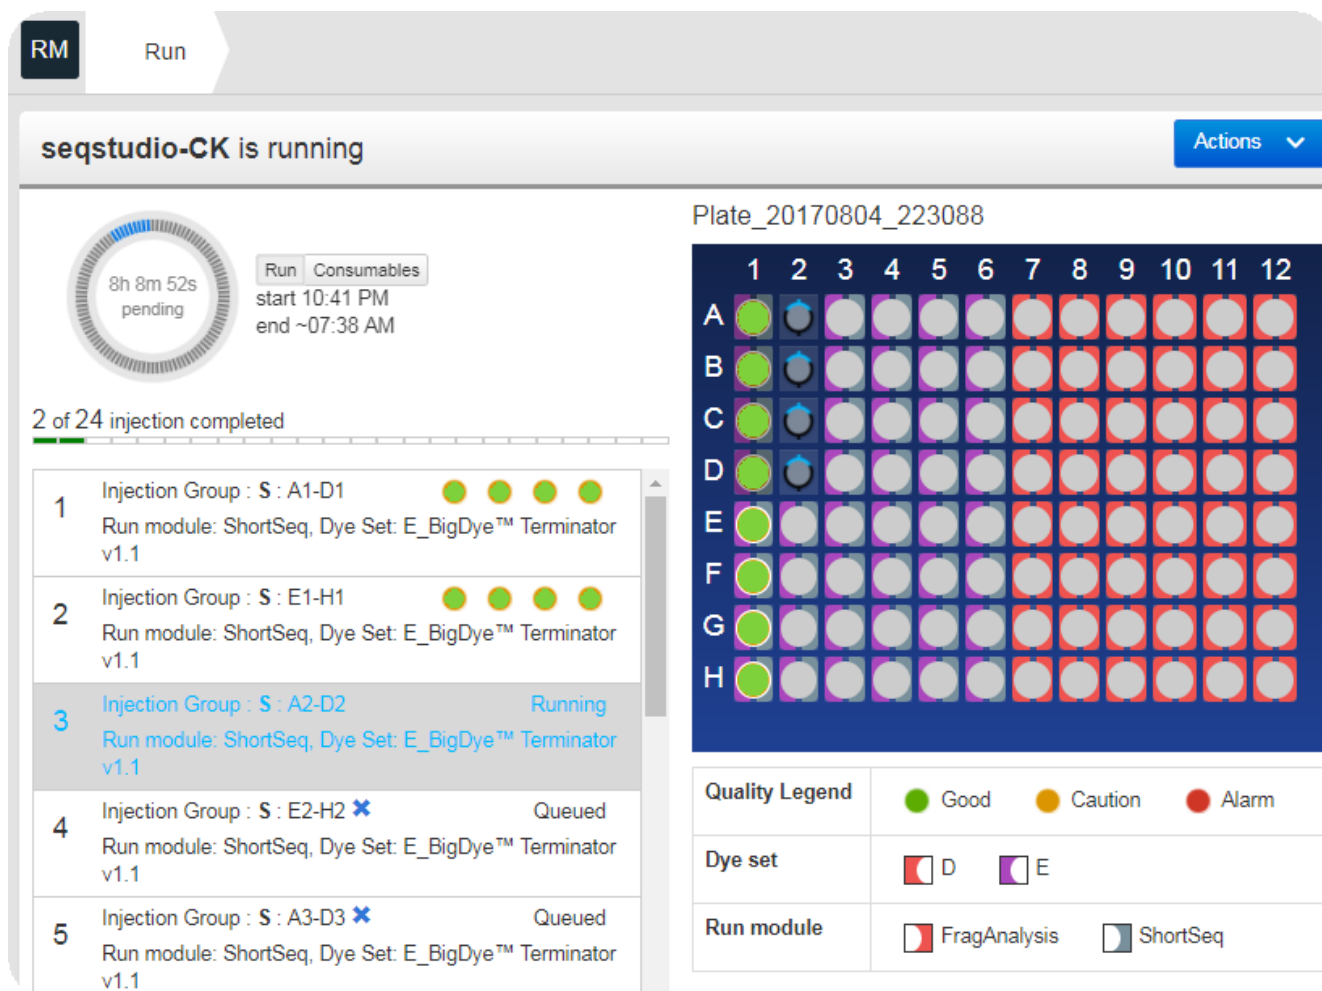 RM
Run
seqstudio-CK is running
Actions
8h 8m 52s
pending
Run Consumables
start 10:41 PM
end ~07:38 AM
2 of 24 injection completed
1
Injection Group : S : A1-D1
Run module: ShortSeq, Dye Set: E_BigDye™ Terminator
v1.1
2
Injection Group : S : E1-H1
Run module: ShortSeq, Dye Set: E_BigDye™ Terminator
v1.1
3
Injection Group : S : A2-D2 Running
Run module: ShortSeq, Dye Set: E_BigDye™ Terminator
v1.1
4
Injection Group : S : E2-H2 Queued
Run module: ShortSeq, Dye Set: E_BigDye™ Terminator
v1.1
5
Injection Group : S : A3-D3 Queued
Run module: ShortSeq, Dye Set: E_BigDye™ Terminator
v1.1
Plate_20170804_223088
1 2 3 4 5 6 7 8 9 10 11 12
A
B
C
D
E
F
G
H
Quality Legend Good Caution Alarm
Dye set D E
Run module FragAnalysis ShortSeq